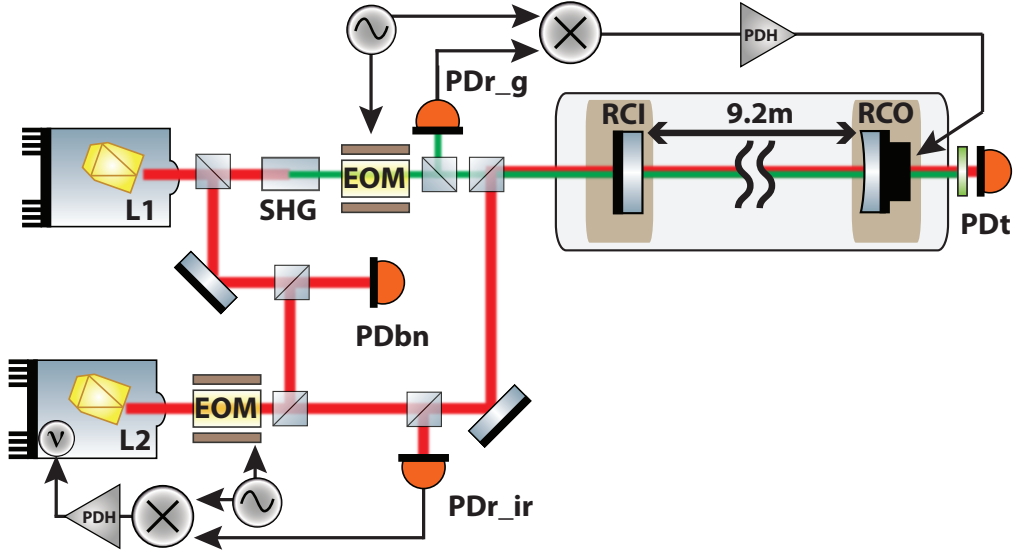 PDH
PDr_g
RCI
9.2m
RCO
EOM
L1
SHG
PDt
PDbn
EOM
L2
ν
PDr_ir
PDH